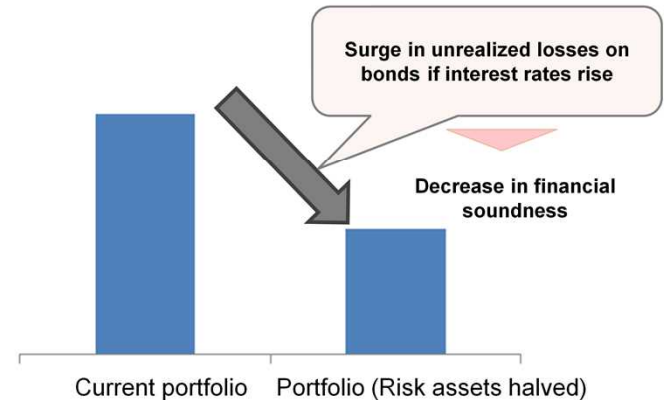 Surge in unrealized losses on
bonds if interest rates rise
Decrease in financial
soundness
Current portfolio
Portfolio (Risk assets halved)